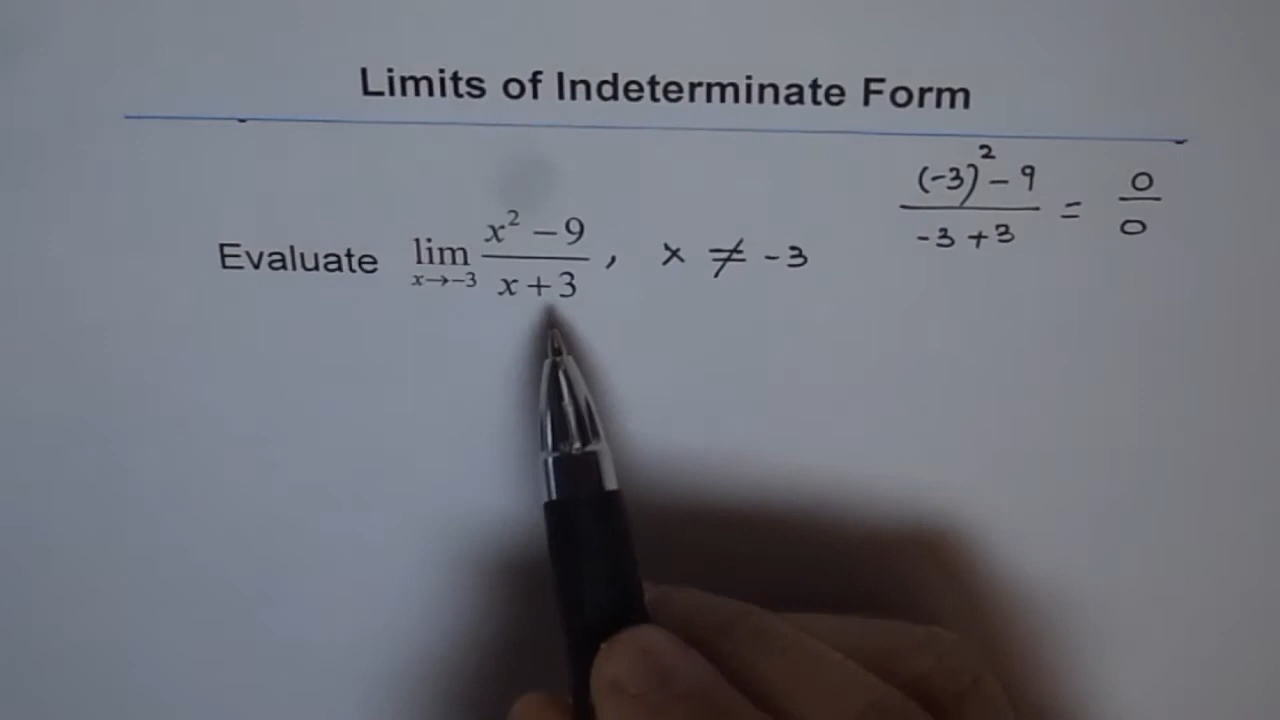 Limits of Indeterminate Form
Evaluate lim x→-3 (x² - 9)/(x + 3) , x ≠ -3
((-3)² - 9)/(-3 + 3) = 0/0